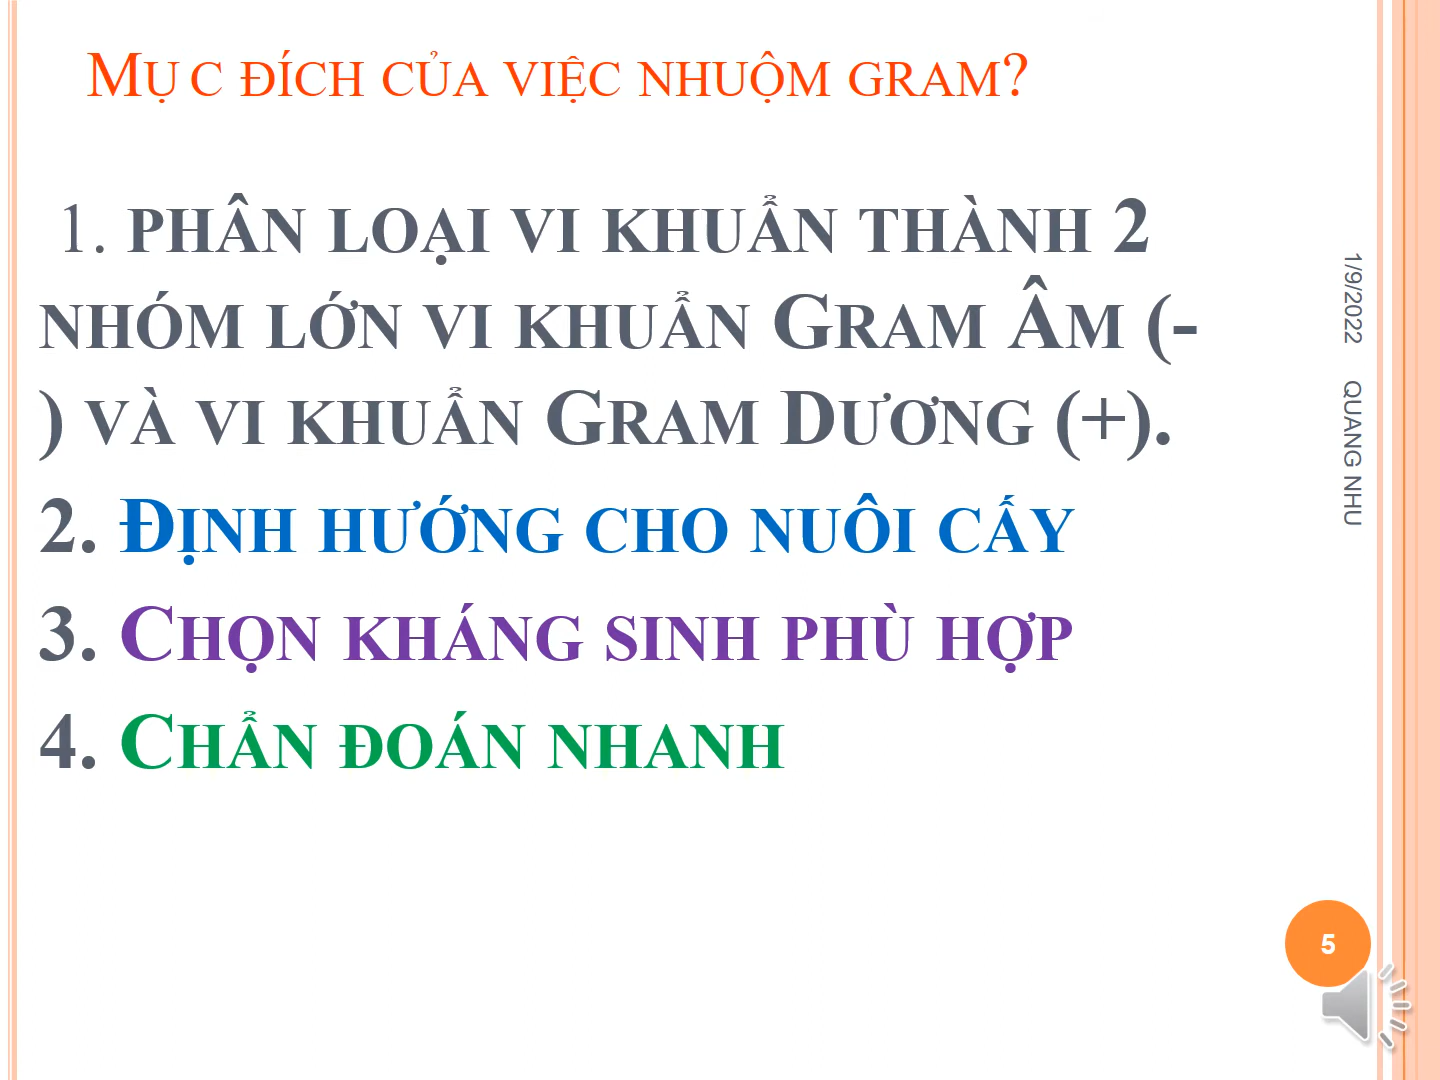 MỤC ĐÍCH CỦA VIỆC NHUỘM GRAM?
1. PHÂN LOẠI VI KHUẨN THÀNH 2
NHÓM LỚN VI KHUẨN GRAM ÂM (-
) VÀ VI KHUẨN GRAM DƯƠNG (+).
2. ĐỊNH HƯỚNG CHO NUÔI CẤY
3. CHỌN KHÁNG SINH PHÙ HỢP
4. CHẨN ĐOÁN NHANH
1/9/2022 QUANG NHU
5